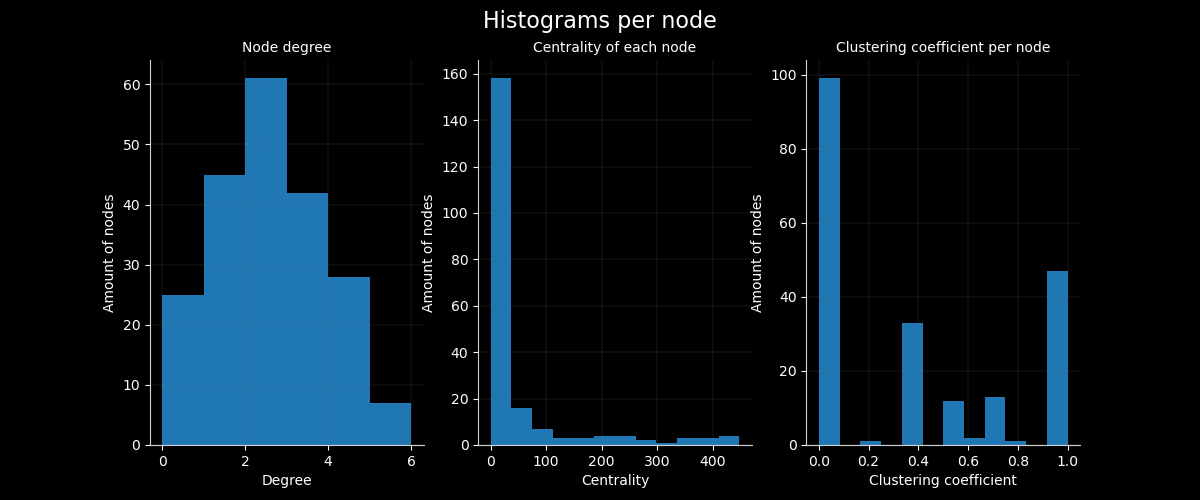 Histograms per node
Node degree
60
50
40
30
20
10
0
Amount of nodes
0 2 4 6
Degree
Centrality of each node
160
140
120
100
80
60
40
20
0
Amount of nodes
0 100 200 300 400
Centrality
Clustering coefficient per node
100
80
60
40
20
0
Amount of nodes
0.0 0.2 0.4 0.6 0.8 1.0
Clustering coefficient